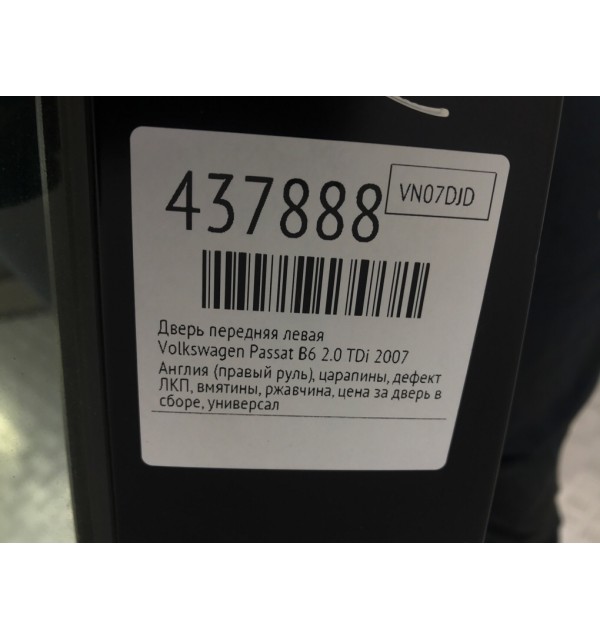 437888
VN07DJD
Дверь передняя левая
Volkswagen Passat B6 2.0 TDi 2007
Англия (правый руль), царапины, дефект
ЛКП, вмятины, ржавчина, цена за дверь в
сборе, универсал